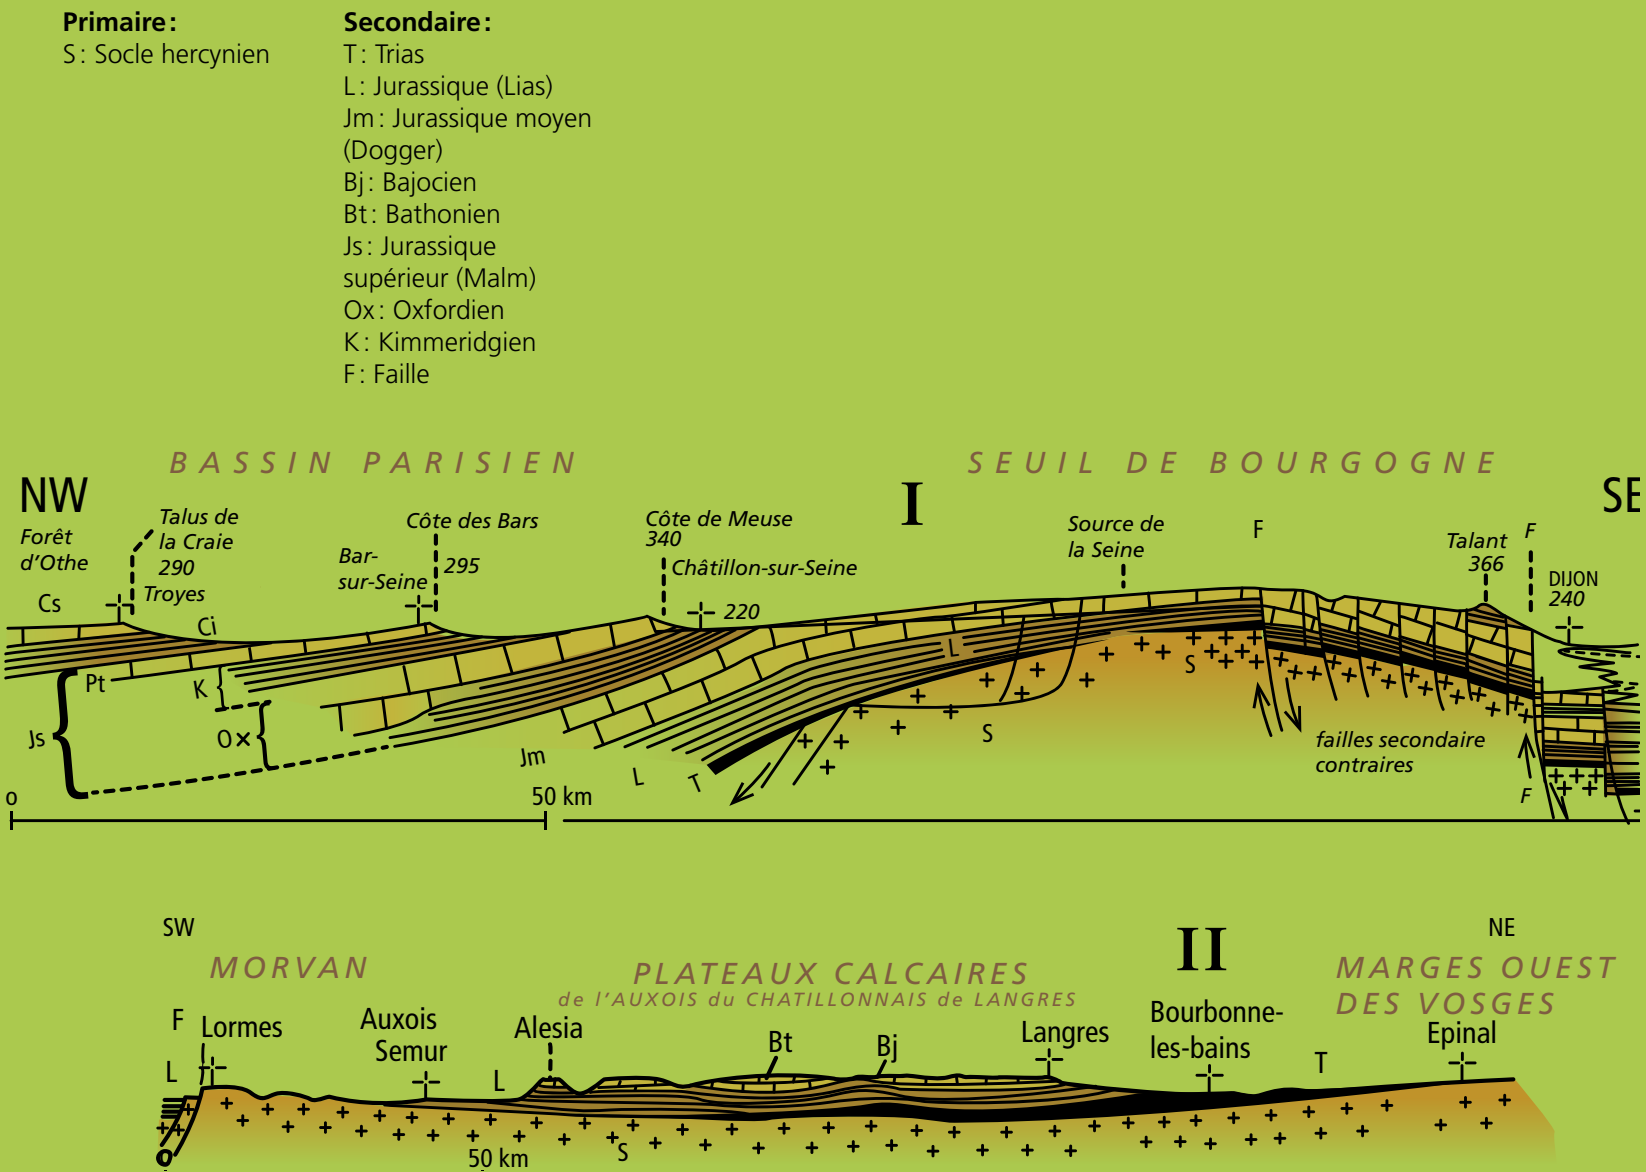 Primaire :
S : Socle hercynien
Secondaire :
T : Trias
L : Jurassique (Lias)
Jm : Jurassique moyen
(Dogger)
Bj : Bajocien
Bt : Bathonien
Js : Jurassique
supérieur (Malm)
Ox : Oxfordien
K : Kimmeridgien
F : Faille
BASSIN PARISIEN
SEUIL DE BOURGOGNE
NW
I
SE
Forêt
d'Othe
Talus de
la Craie
290
Troyes
Bar-
sur-Seine
Côte des Bars
295
Côte de Meuse
340
Châtillon-sur-Seine
220
Source de
la Seine
F
Talant
366
F
DIJON
240
Cs
Ci
Pt
K
Js
Ox
Jm
L
T
L
S
S
failles secondaire
contraires
F
o
50 km
SW
II
NE
MORVAN
PLATEAUX CALCAIRES
de l'AUXOIS du CHATILLONNAIS de LANGRES
MARGES OUEST
DES VOSGES
F
Lormes
L
Auxois
Semur
L
Alesia
Bt
Bj
Langres
Bourbonne-
les-bains
T
Epinal
S
o
50 km